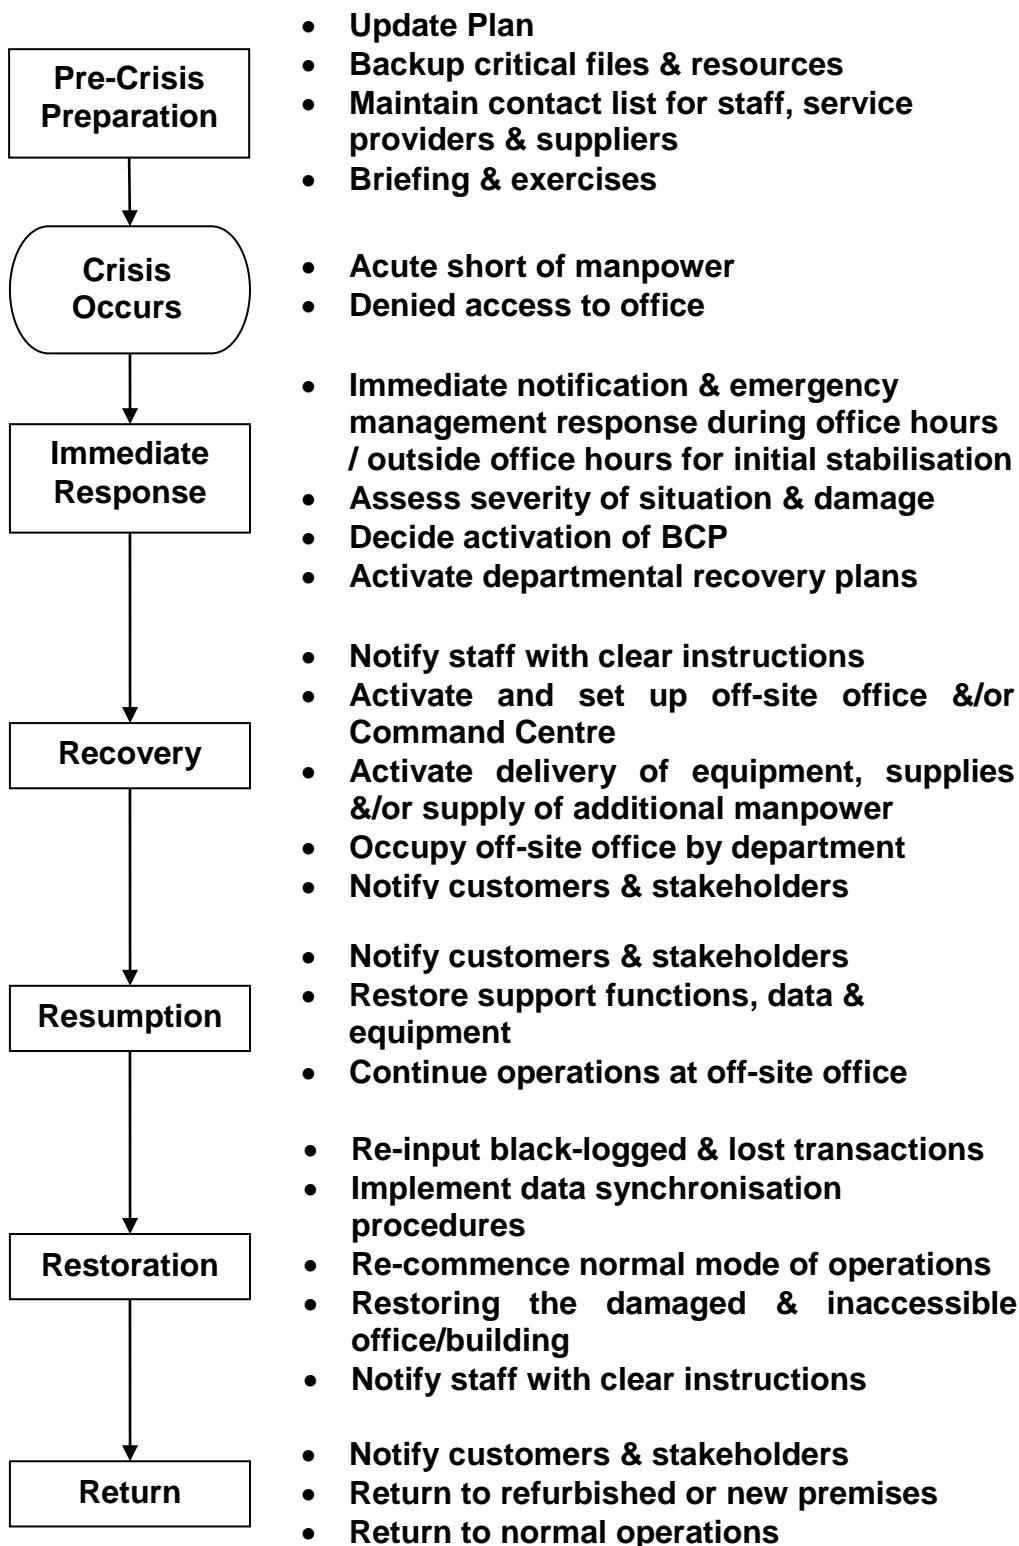 Pre-Crisis
Preparation
• Update Plan
• Backup critical files & resources
• Maintain contact list for staff, service
providers & suppliers
• Briefing & exercises
Crisis
Occurs
• Acute short of manpower
• Denied access to office
Immediate
Response
• Immediate notification & emergency
management response during office hours
/ outside office hours for initial stabilisation
• Assess severity of situation & damage
• Decide activation of BCP
• Activate departmental recovery plans
Recovery
• Notify staff with clear instructions
• Activate and set up off-site office &/or
Command Centre
• Activate delivery of equipment, supplies
&/or supply of additional manpower
• Occupy off-site office by department
• Notify customers & stakeholders
Resumption
• Notify customers & stakeholders
• Restore support functions, data &
equipment
• Continue operations at off-site office
Restoration
• Re-input black-logged & lost transactions
• Implement data synchronisation
procedures
• Re-commence normal mode of operations
• Restoring the damaged & inaccessible
office/building
• Notify staff with clear instructions
Return
• Notify customers & stakeholders
• Return to refurbished or new premises
• Return to normal operations